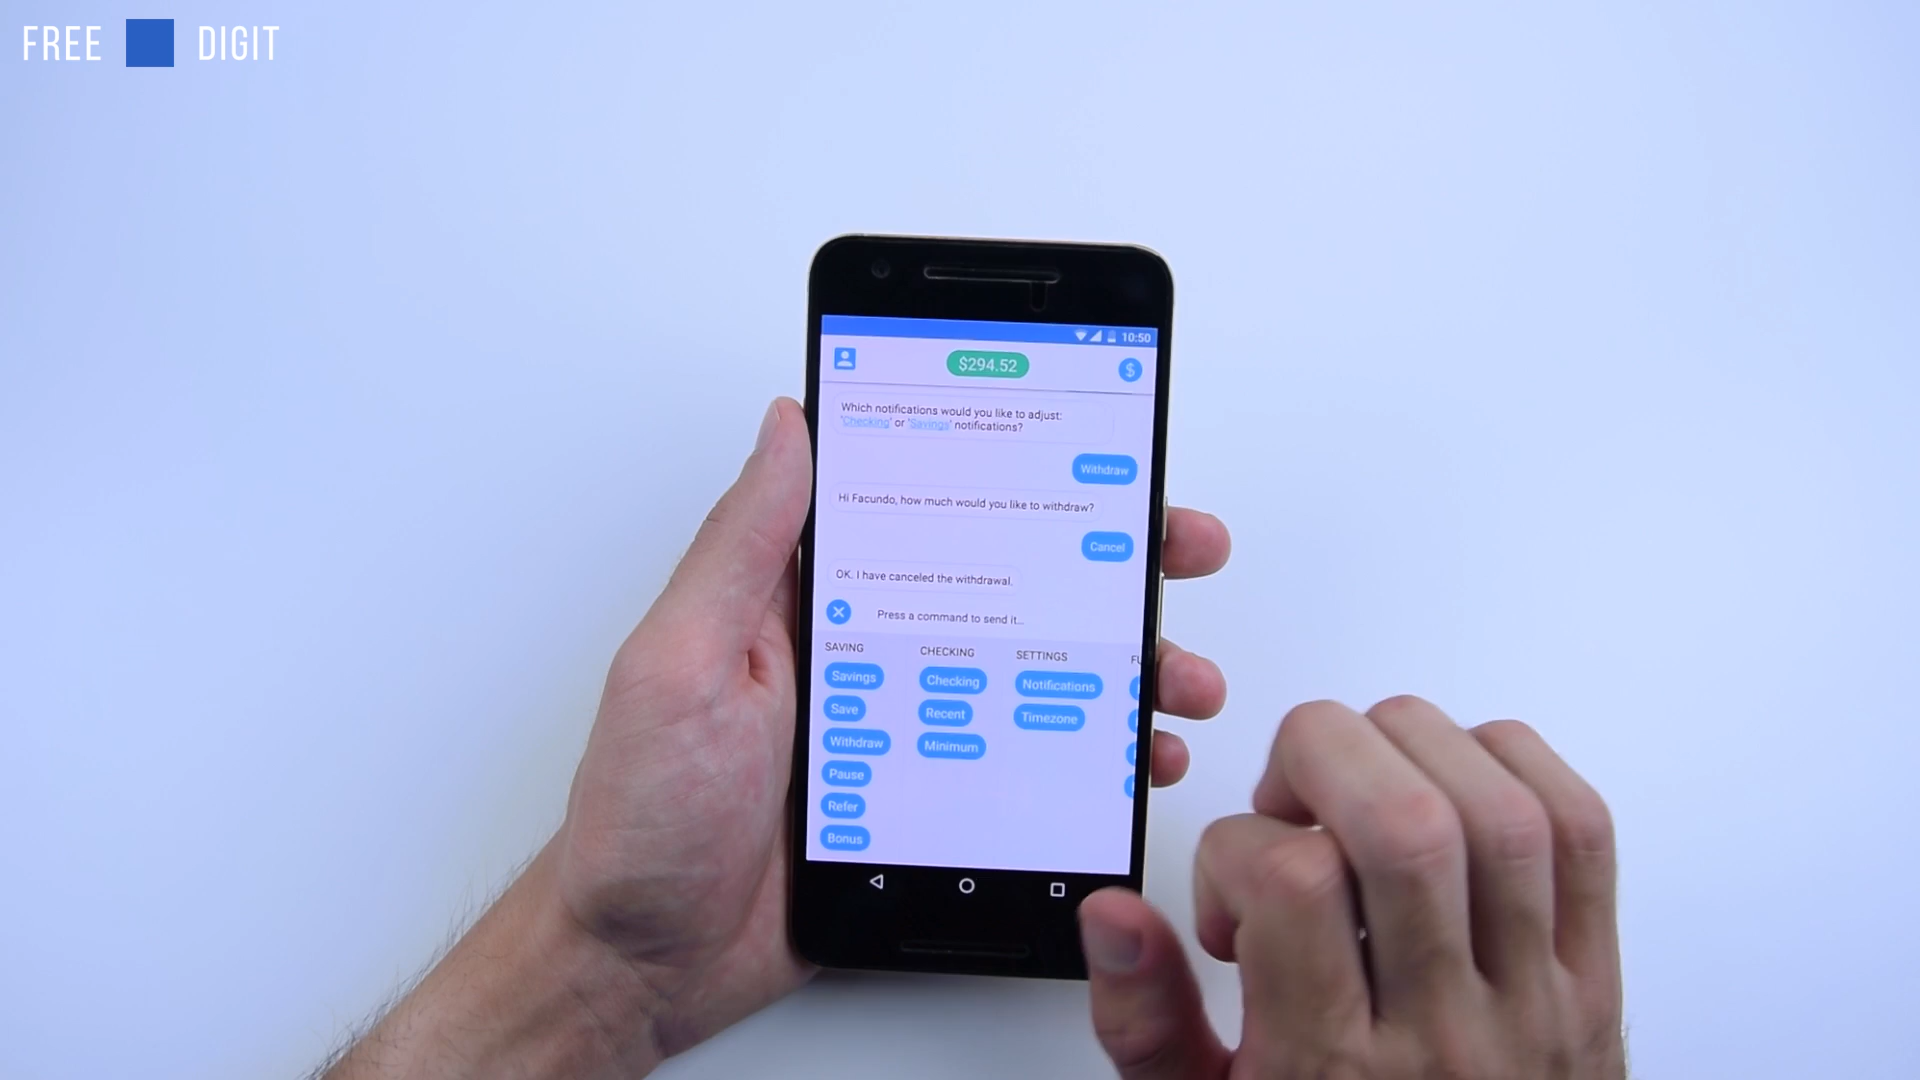 FREE DIGIT
10:50
$294.52
$
Which notifications would you like to adjust:
'Checking' or 'Savings' notifications?
Withdraw
Hi Facundo, how much would you like to withdraw?
Cancel
OK. I have canceled the withdrawal.
Press a command to send it...
SAVING
Savings
Save
Withdraw
Pause
Refer
Bonus
CHECKING
Checking
Recent
Minimum
SETTINGS
Notifications
Timezone